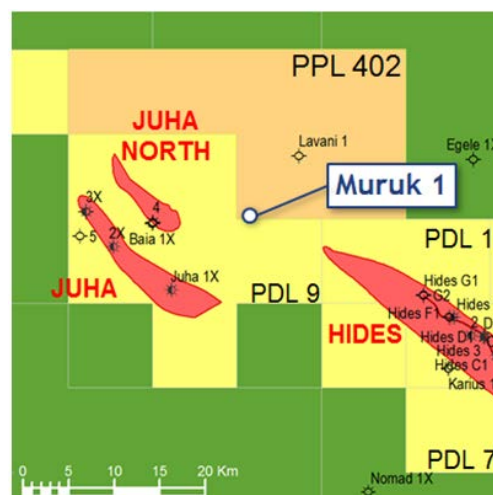 PPL 402
JUHA
NORTH
Lavani 1
Egele 1X
Muruk 1
3X
4
5
2X
Baia 1X
PDL 1
Juha 1X
JUHA
PDL 9
Hides G1
G2
Hides F1
Hides
2
D
Hides D1
HIDES
Hides 3
Hides C1
Karius 1
PDL 7
0 5 10 20 Km
Nomad 1X